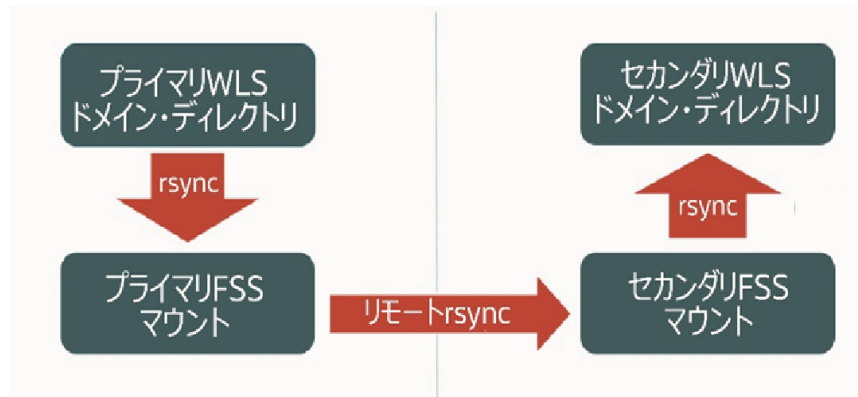 プライマリWLS
ドメイン・ディレクトリ
rsync
プライマリFSS
マウント
リモートrsync
セカンダリFSS
マウント
rsync
セカンダリWLS
ドメイン・ディレクトリ